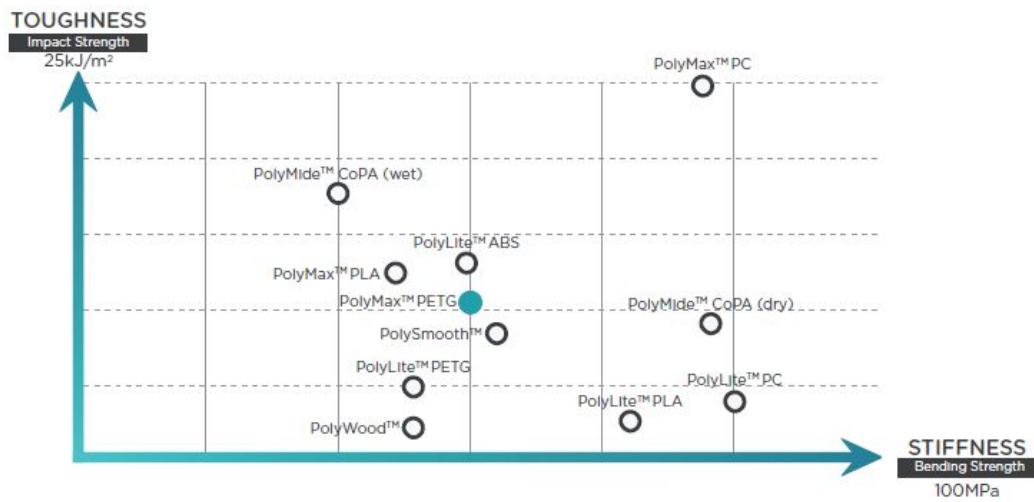 TOUGHNESS
Impact Strength
25kJ/m²
PolyMax™ PC
PolyMide™ CoPA (wet)
PolyLite™ ABS
PolyMax™ PLA
PolyMax™ PETG
PolyMide™ CoPA (dry)
PolySmooth™
PolyLite™ PETG
PolyLite™ PC
PolyLite™ PLA
PolyWood™
STIFFNESS
Bending Strength
100MPa